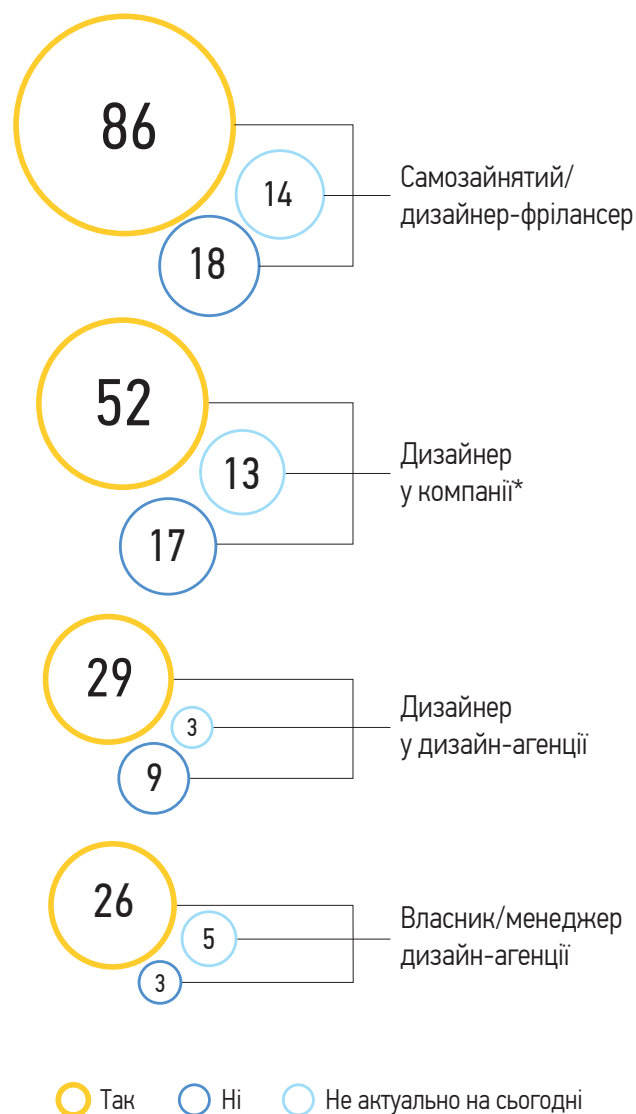 86
14
18
Самозайнятий/
дизайнер-фрілансер
52
13
17
Дизайнер
у компанії*
29
3
9
Дизайнер
у дизайн-агенції
26
5
3
Власник/менеджер
дизайн-агенції
Так Ні Не актуально на сьогодні